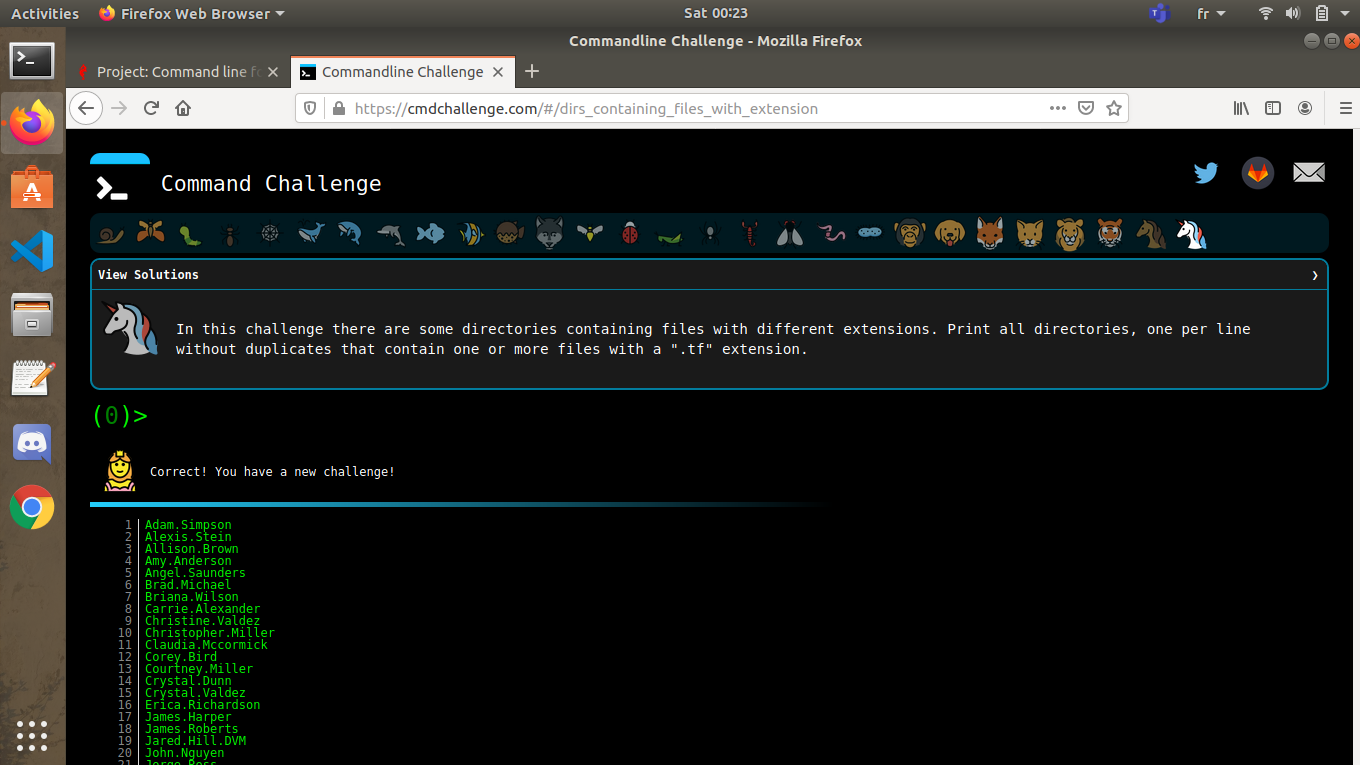 Activities Firefox Web Browser Sat 00:23 fr
Commandline Challenge - Mozilla Firefox
Project: Command line fo Commandline Challenge
https://cmdchallenge.com/#/dirs_containing_files_with_extension
Command Challenge
View Solutions
In this challenge there are some directories containing files with different extensions. Print all directories, one per line
without duplicates that contain one or more files with a ".tf" extension.
(0)>
Correct! You have a new challenge!
1 Adam.Simpson
2 Alexis.Stein
3 Allison.Brown
4 Amy.Anderson
5 Angel.Saunders
6 Brad.Michael
7 Briana.Wilson
8 Carrie.Alexander
9 Christine.Valdez
10 Christopher.Miller
11 Claudia.Mccormick
12 Corey.Bird
13 Courtney.Miller
14 Crystal.Dunn
15 Crystal.Valdez
16 Erica.Richardson
17 James.Harper
18 James.Roberts
19 Jared.Hill.DVM
20 John.Nguyen
21 Jorge.Ross